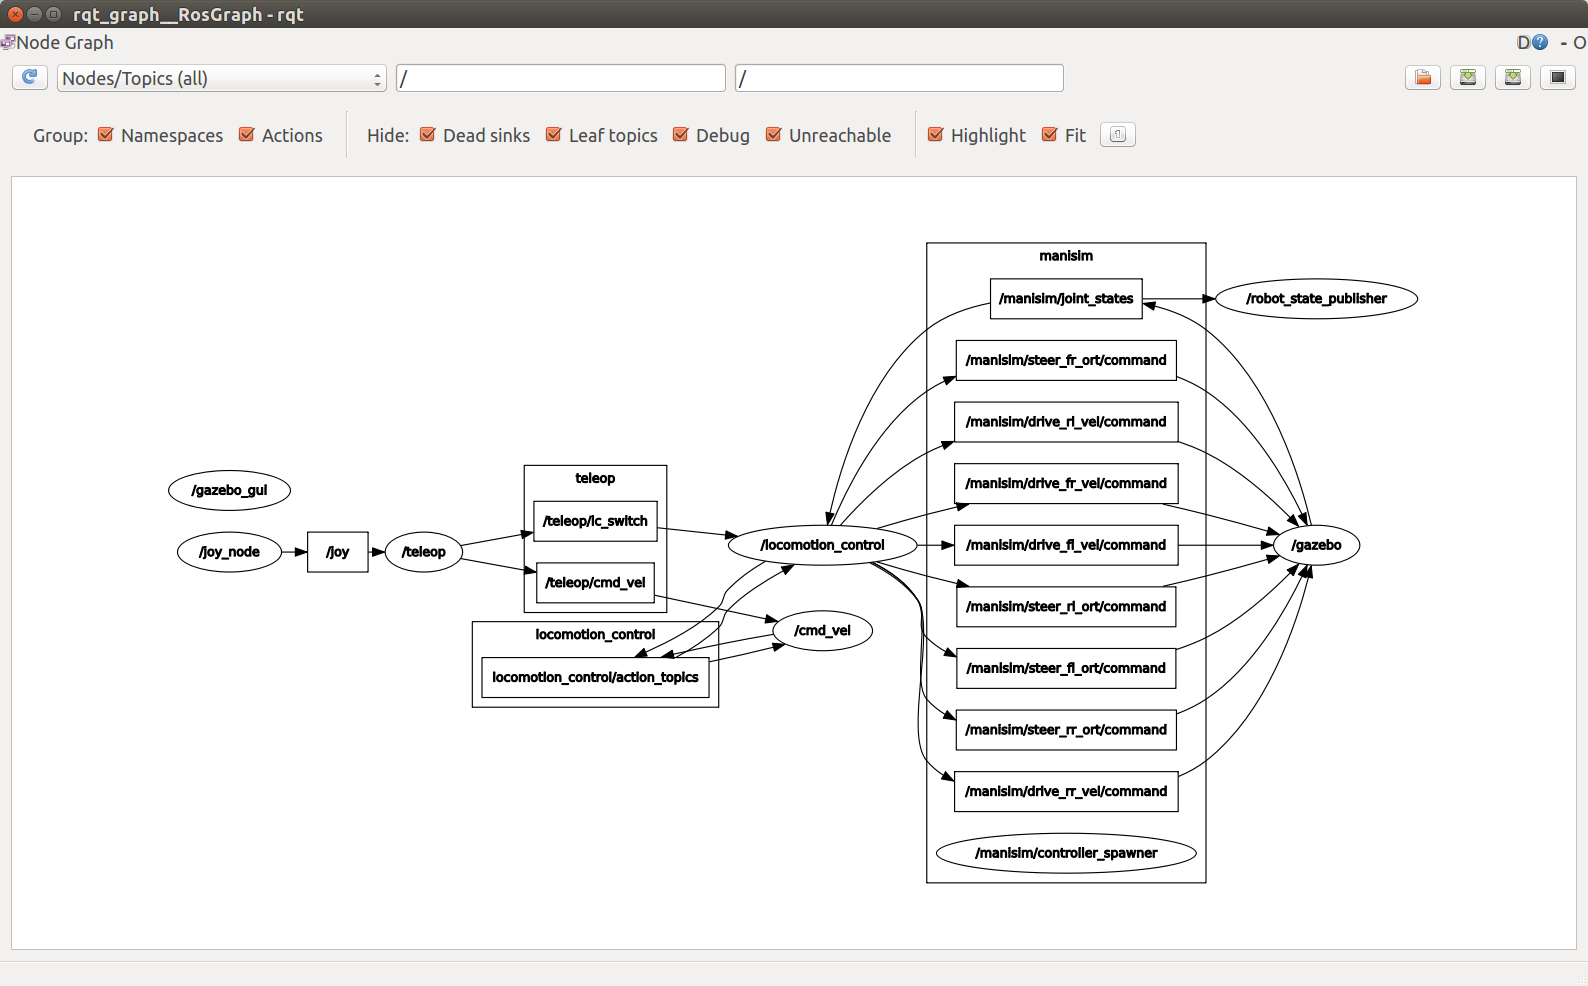 rqt_graph__RosGraph - rqt
Node Graph
D ? - O
Nodes/Topics (all) / /
Group: Namespaces Actions Hide: Dead sinks Leaf topics Debug Unreachable Highlight Fit
manisim
/manisim/joint_states
/robot_state_publisher
/manisim/steer_fr_ort/command
/manisim/drive_rl_vel/command
teleop
/manisim/drive_fr_vel/command
/gazebo_gui
/teleop/lc_switch
/joy_node
/joy
/teleop
/locomotion_control
/manisim/drive_fl_vel/command
/gazebo
/teleop/cmd_vel
/manisim/steer_rl_ort/command
locomotion_control
/cmd_vel
locomotion_control/action_topics
/manisim/steer_fl_ort/command
/manisim/steer_rr_ort/command
/manisim/drive_rr_vel/command
/manisim/controller_spawner